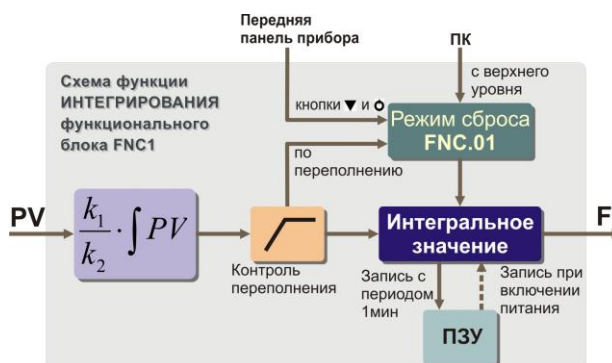 Передняя
панель прибора
ПК
Схема функции
ИНТЕГРИРОВАНИЯ
функционального
блока FNC1
с верхнего
уровня
кнопки ▼ и
Режим сброса
FNC.01
по
переполнению
PV
k₁
k₂
· ∫ PV
Интегральное
значение
F
Контроль
переполнения
Запись с
периодом
1мин
Запись при
включении
питания
ПЗУ